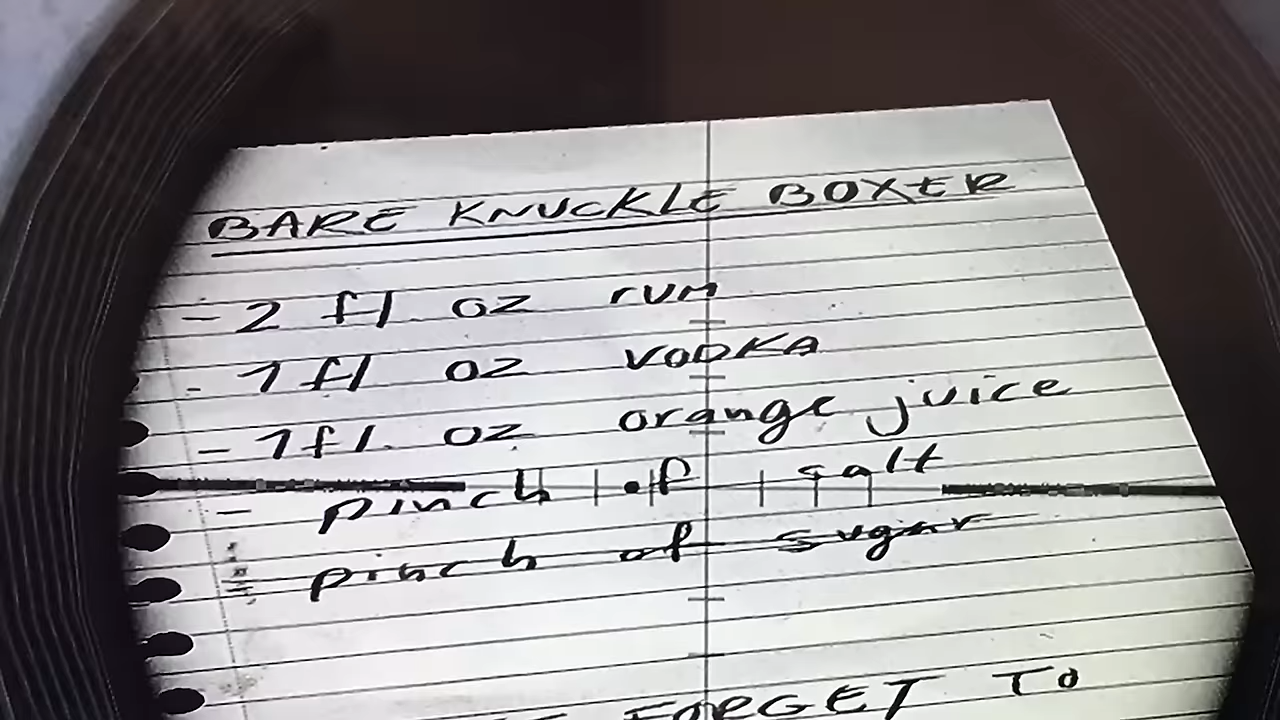 BARE KNUCKLE BOXER
- 2 fl oz rum
- 1 fl oz VODKA
- 1 fl. oz orange juice
- pinch of salt
- pinch of sugar
FORGET TO